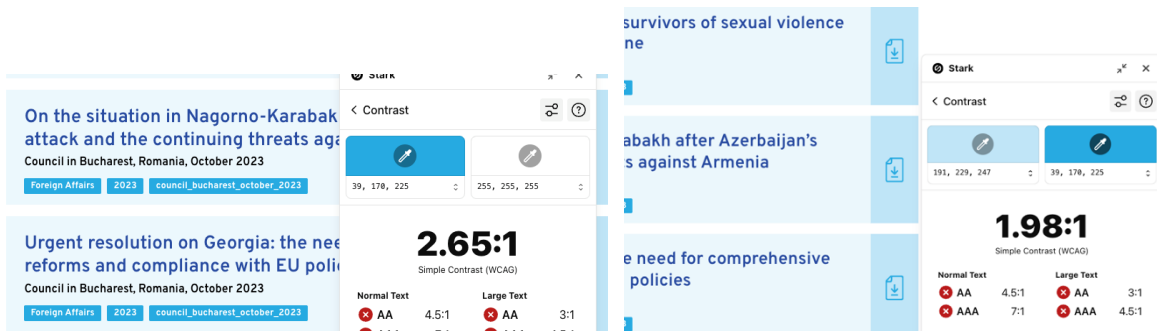 Stark
Contrast
On the situation in Nagorno-Karabak
attack and the continuing threats aga
Council in Bucharest, Romania, October 2023
Foreign Affairs
2023
council_bucharest_october_2023
39, 170, 225
255, 255, 255
2.65:1
Simple Contrast (WCAG)
Normal Text
Large Text
AA 4.5:1
AA 3:1
Urgent resolution on Georgia: the nee
reforms and compliance with EU polic
Council in Bucharest, Romania, October 2023
Foreign Affairs
2023
council_bucharest_october_2023
survivors of sexual violence
ne
abakh after Azerbaijan's
s against Armenia
e need for comprehensive
policies
Stark
Contrast
191, 229, 247
39, 170, 225
1.98:1
Simple Contrast (WCAG)
Normal Text
Large Text
AA 4.5:1
AA 3:1
AAA 7:1
AAA 4.5:1